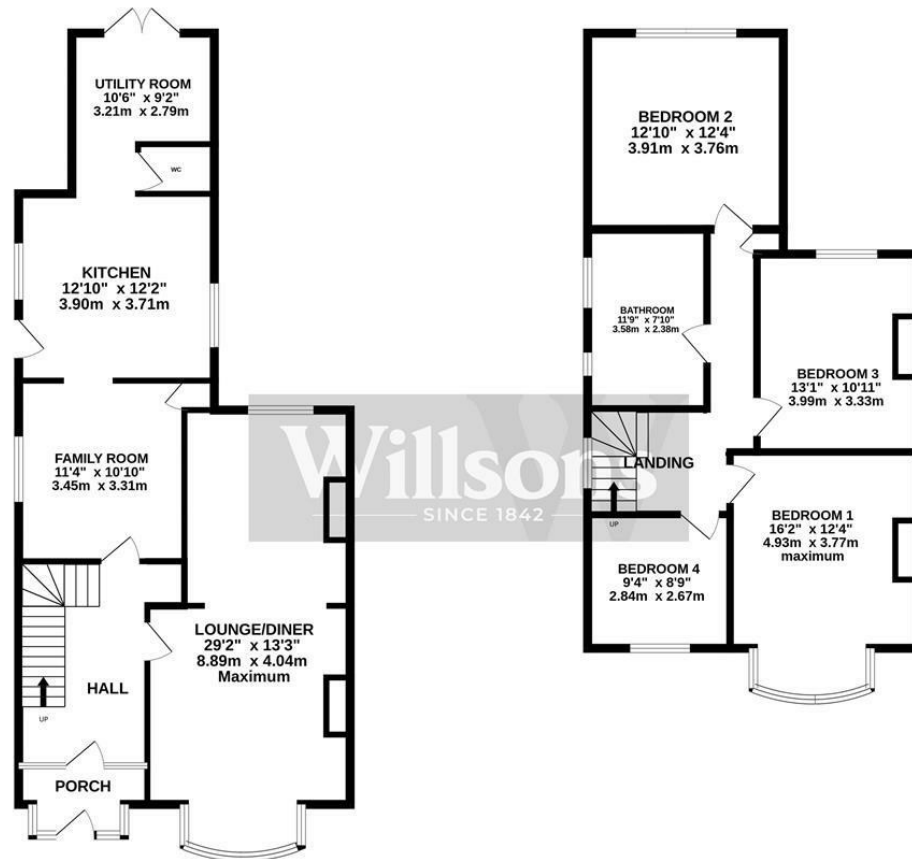 UTILITY ROOM
10'6" x 9'2"
3.21m x 2.79m
WC
KITCHEN
12'10" x 12'2"
3.90m x 3.71m
FAMILY ROOM
11'4" x 10'10"
3.45m x 3.31m
LOUNGE/DINER
29'2" x 13'3"
8.89m x 4.04m
Maximum
HALL
UP
PORCH
BEDROOM 2
12'10" x 12'4"
3.91m x 3.76m
BATHROOM
11'9" x 7'10"
3.58m x 2.38m
BEDROOM 3
13'1" x 10'11"
3.99m x 3.33m
LANDING
UP
BEDROOM 1
16'2" x 12'4"
4.93m x 3.77m
maximum
BEDROOM 4
9'4" x 8'9"
2.84m x 2.67m
Willsons
SINCE 1842